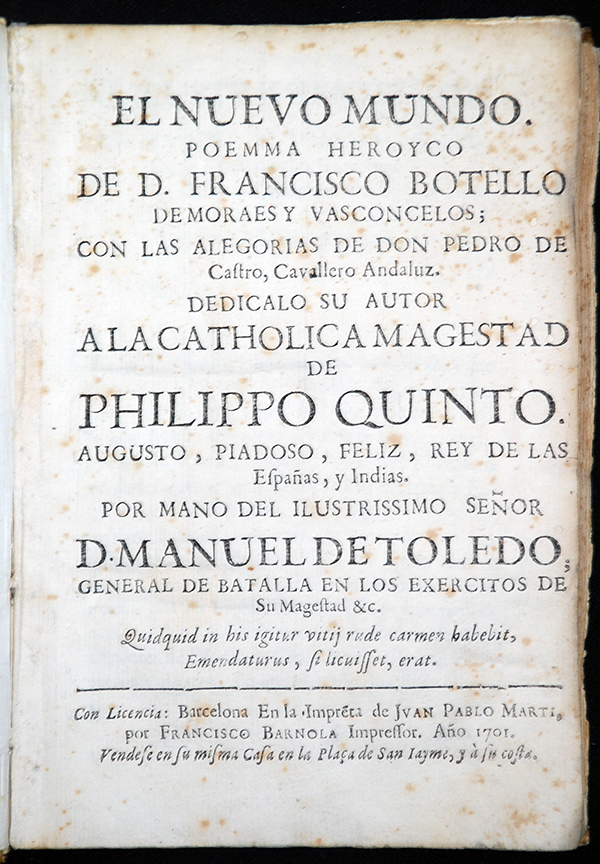 EL NUEVO MUNDO.
POEMMA HEROYCO
DE D. FRANCISCO BOTELLO
DE MORAES Y VASCONCELOS;
CON LAS ALEGORIAS DE DON PEDRO DE
Caſtro, Cavallero Andaluz.
DEDICALO SU AUTOR
A LA CATHOLICA MAGESTAD
DE
PHILIPPO QUINTO.
AUGUSTO, PIADOSO, FELIZ, REY DE LAS
Eſpañas, y Indias.
POR MANO DEL ILUSTRISSIMO SEÑOR
D. MANUEL DE TOLEDO,
GENERAL DE BATALLA EN LOS EXERCITOS DE
Su Mageſtad &c.
Quidquid in his igitur vitij rude carmen habebit,
Emendaturus, ſi licuiſſet, erat.
Con Licencia: Barcelona En la Imprẽta de JVAN PABLO MARTI,
por FRANCISCO BARNOLA Impreſſor. Año 1701.
Vendeſe en ſu miſma Caſa en la Plaça de San Iayme, y à ſu coſta.